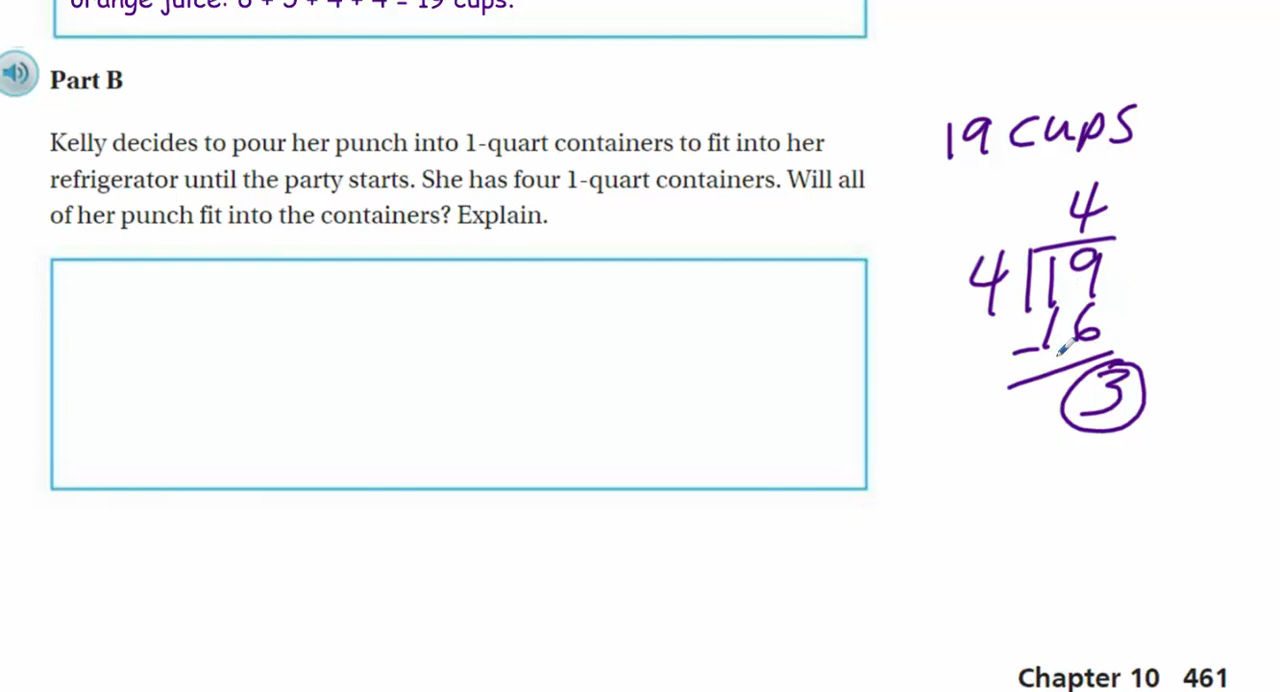 orange juice: 6 + 5 + 4 + 4 = 19 cups.
Part B
Kelly decides to pour her punch into 1-quart containers to fit into her
refrigerator until the party starts. She has four 1-quart containers. Will all
of her punch fit into the containers? Explain.
19 cups
4
4 19
-16
3
Chapter 10 461